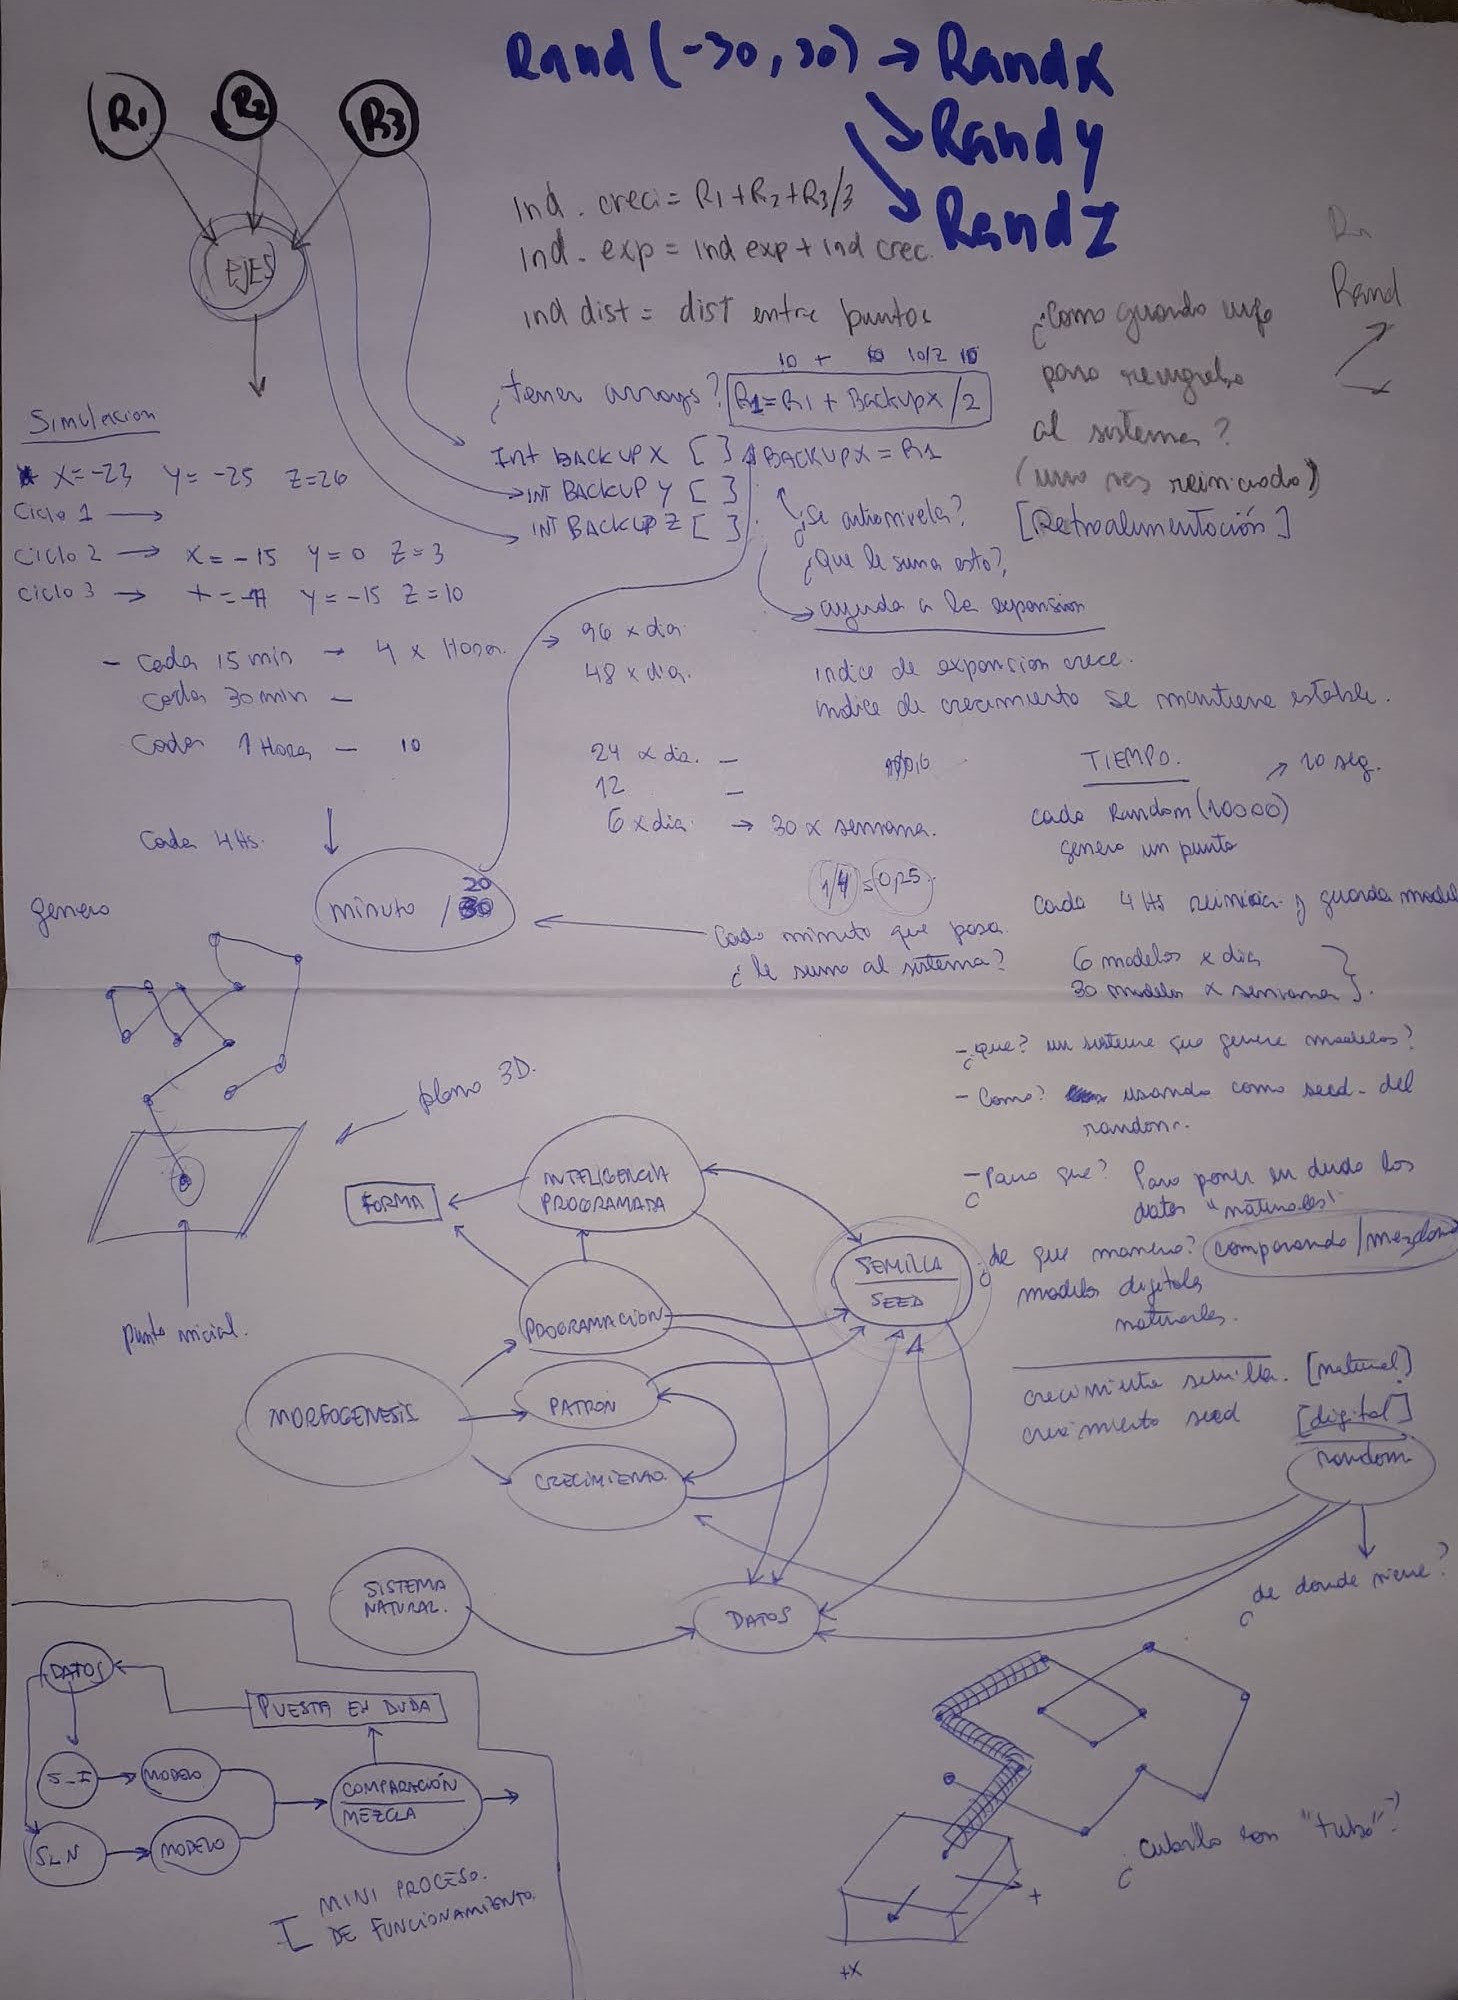 Rand (-30, 30) → Rand X
Rand y
Rand Z
R1
R2
R3
EJES
Ind. creci = R1 + R2 + R3/3
Ind. exp = ind exp + ind crec.
ind dist = dist entre puntos
Rn
Rand
10 + 10/2
¿tener arrays?
R1 = R1 + Backupx /2
Int BACKUP X [ ]
BACKUPX = R1
INT BACKUP Y [ ]
INT BACKUP Z [ ]
¿Como guardo
para reingreso
al sistema?
(una vez reiniciado)
[Retroalimentación]
¿Se autonivela?
¿Que le suma esto?
→ ayuda a la expansion
Simulacion
X=-23 Y=-25 Z=26
Ciclo 1 →
Ciclo 2 → X=-15 Y=0 Z=3
Ciclo 3 → Y=-15 Z=10
- Cada 15 min → 4 x Hora. → 96 x dia
Cada 30 min - 48 x dia.
Cada 1 Hora - 10 24 x dia. -
12 -
Cada 4 Hs. 6 x dia → 30 x semana.
indice de expansion crece.
indice de crecimiento se mantiene estable.
TIEMPO.
→ 10 seg.
cada Random (10000)
genero un punto
cada 4 Hs reinicia y guarda model
6 modelos x dia
30 modelos x semana
1/4 = 0,25
minuto / 20
Cada minuto que pasa
¿le sumo al sistema?
genero
plano 3D.
punto inicial.
- ¿que? un sistema que genere modelos?
- Como? usando como seed del
random.
- ¿Para que? Para poner en duda los
datos "naturales"
¿de que manera? comparando /
modelos digitales
naturales.
crecimiento semilla. [natural]
crecimiento seed [digital]
random
¿de donde viene?
INTELIGENCIA
PROGRAMADA
FORMA
SEMILLA
SEED
PROGRAMACION
MORFOGENESIS
PATRON
CRECIMIENTO.
SISTEMA
NATURAL.
DATOS
DATOS
PUESTA EN DUDA
S_I → MODELO
COMPARACIÓN
MEZCLA
S_N → MODELO
MINI PROCESO.
DE FUNCIONAMIENTO.
¿cubrilo con "tubo"?
+
+X